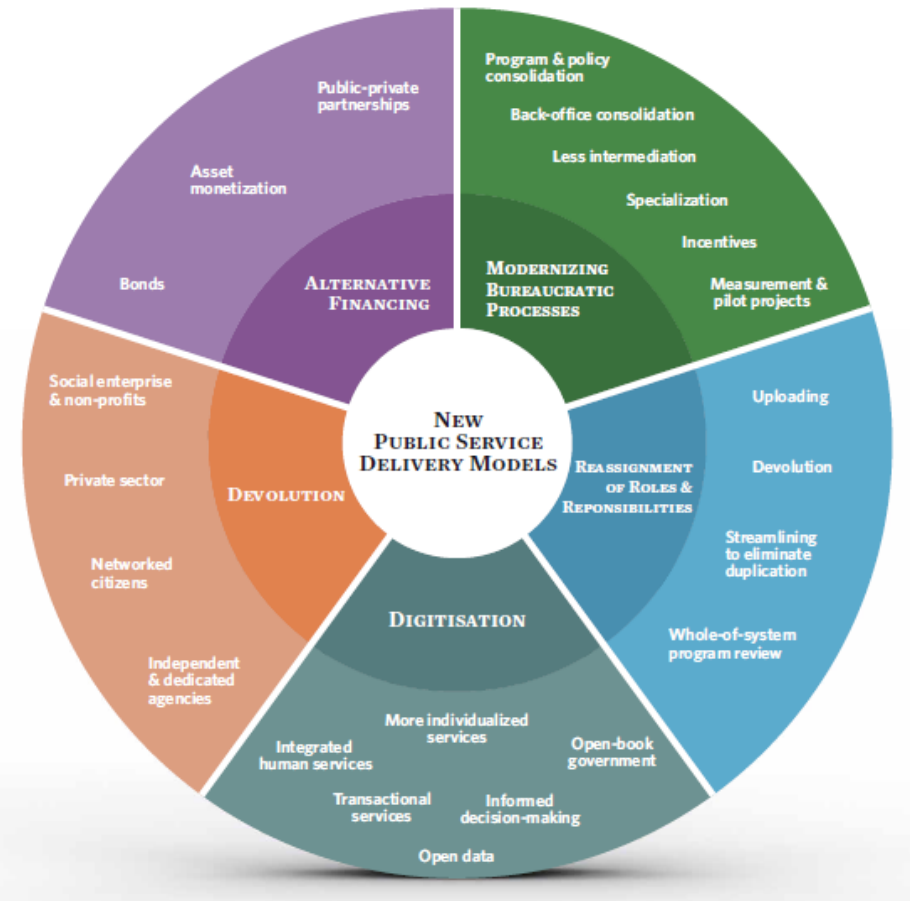 Program & policy
consolidation
Back-office consolidation
Less intermediation
Specialization
Incentives
Measurement &
pilot projects
MODERNIZING
BUREAUCRATIC
PROCESSES
Public-private
partnerships
Asset
monetization
Bonds
ALTERNATIVE
FINANCING
NEW
PUBLIC SERVICE
DELIVERY MODELS
REASSIGNMENT
OF ROLES &
REPONSIBILITIES
Uploading
Devolution
Streamlining
to eliminate
duplication
Whole-of-system
program review
DEVOLUTION
Social enterprise
& non-profits
Private sector
Networked
citizens
Independent
& dedicated
agencies
DIGITISATION
More individualized
services
Integrated
human services
Open-book
government
Transactional
services
Informed
decision-making
Open data